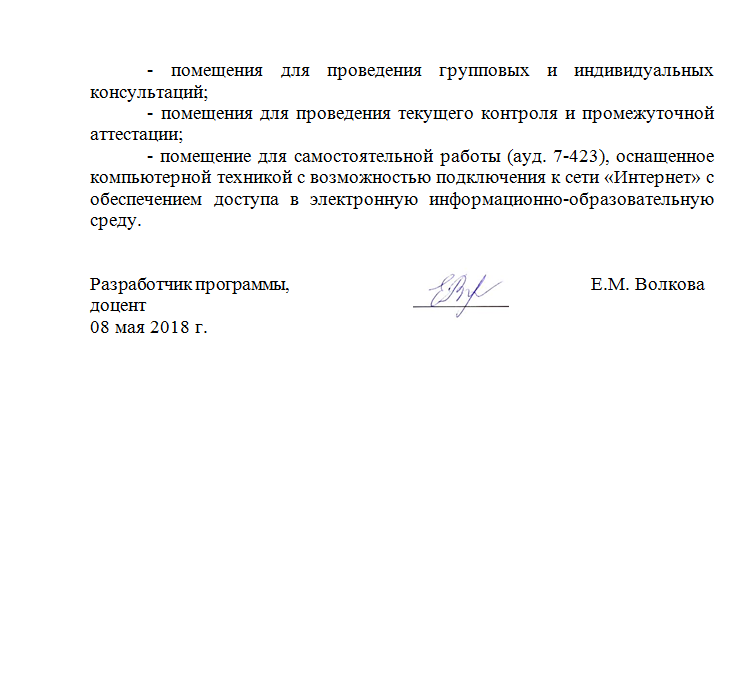 - помещения для проведения групповых и индивидуальных
консультаций;
- помещения для проведения текущего контроля и промежуточной
аттестации;
- помещение для самостоятельной работы (ауд. 7-423), оснащенное
компьютерной техникой с возможностью подключения к сети «Интернет» с
обеспечением доступа в электронную информационно-образовательную
среду.
Разработчик программы, Е.М. Волкова
доцент
08 мая 2018 г.